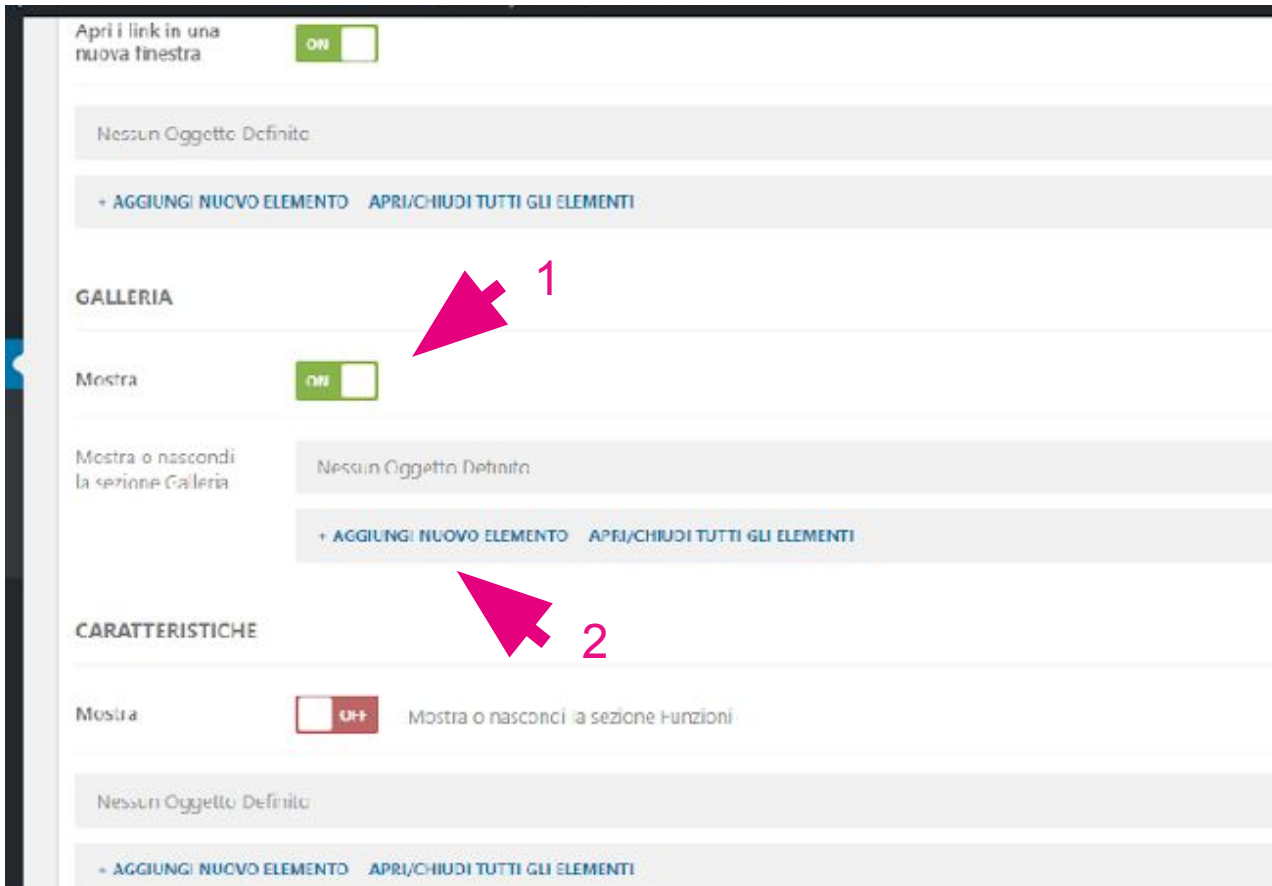 Apri i link in una
nuova finestra
ON
Nessun Oggetto Definito
+ AGGIUNGI NUOVO ELEMENTO APRI/CHIUDI TUTTI GLI ELEMENTI
1
GALLERIA
Mostra
ON
Mostra o nascondi
la sezione Galleria
Nessun Oggetto Definito
+ AGGIUNGI NUOVO ELEMENTO APRI/CHIUDI TUTTI GLI ELEMENTI
2
CARATTERISTICHE
Mostra
OFF
Mostra o nascondi la sezione Funzioni
Nessun Oggetto Definito
+ AGGIUNGI NUOVO ELEMENTO APRI/CHIUDI TUTTI GLI ELEMENTI